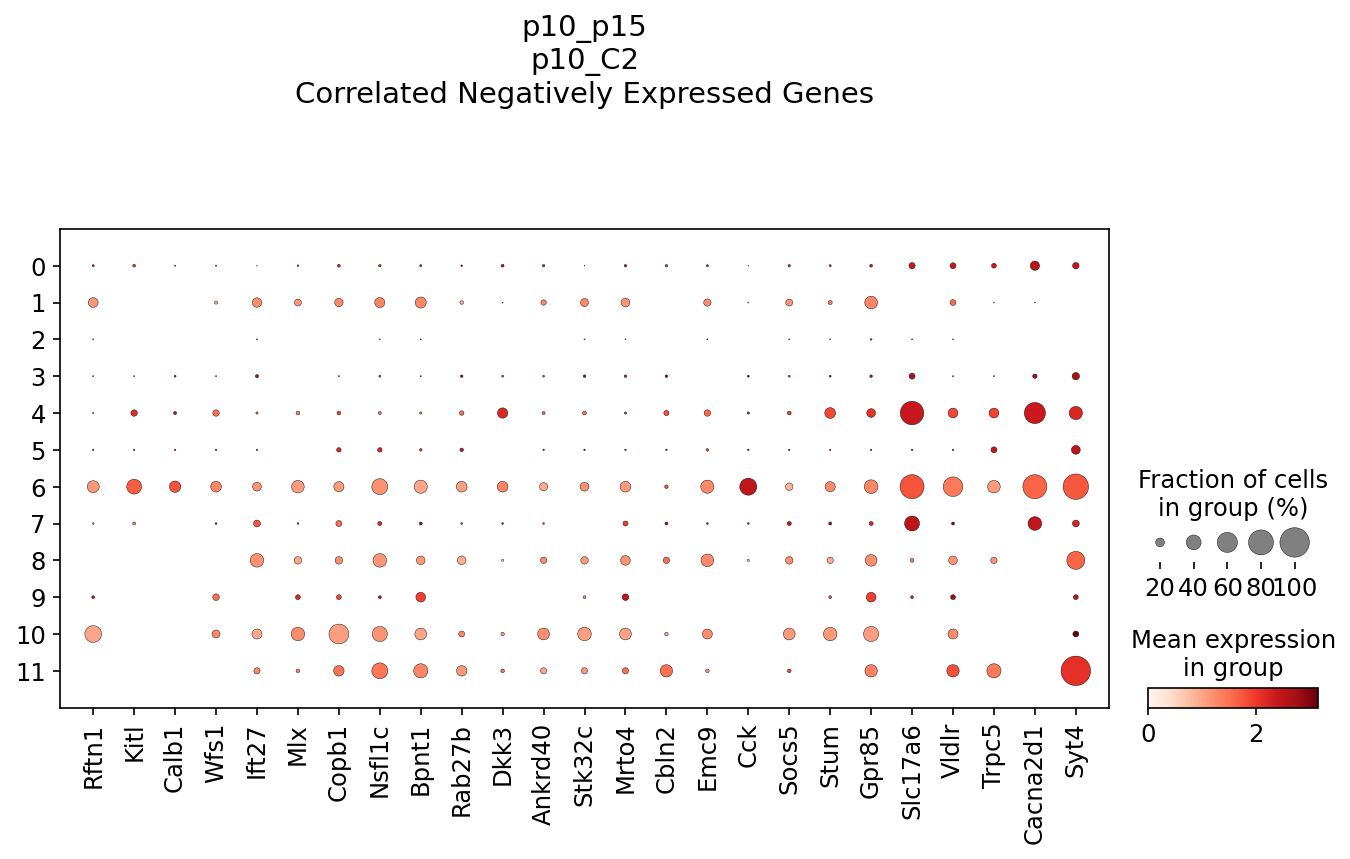 p10_p15
p10_C2
Correlated Negatively Expressed Genes
0
1
2
3
4
5
6
7
8
9
10
11
Rftn1
Kitl
Calb1
Wfs1
Ift27
Mlx
Copb1
Nsfl1c
Bpnt1
Rab27b
Dkk3
Ankrd40
Stk32c
Mrto4
Cbln2
Emc9
Cck
Socs5
Stum
Gpr85
Slc17a6
Vldlr
Trpc5
Cacna2d1
Syt4
Fraction of cells
in group (%)
20 40 60 80 100
Mean expression
in group
0 2